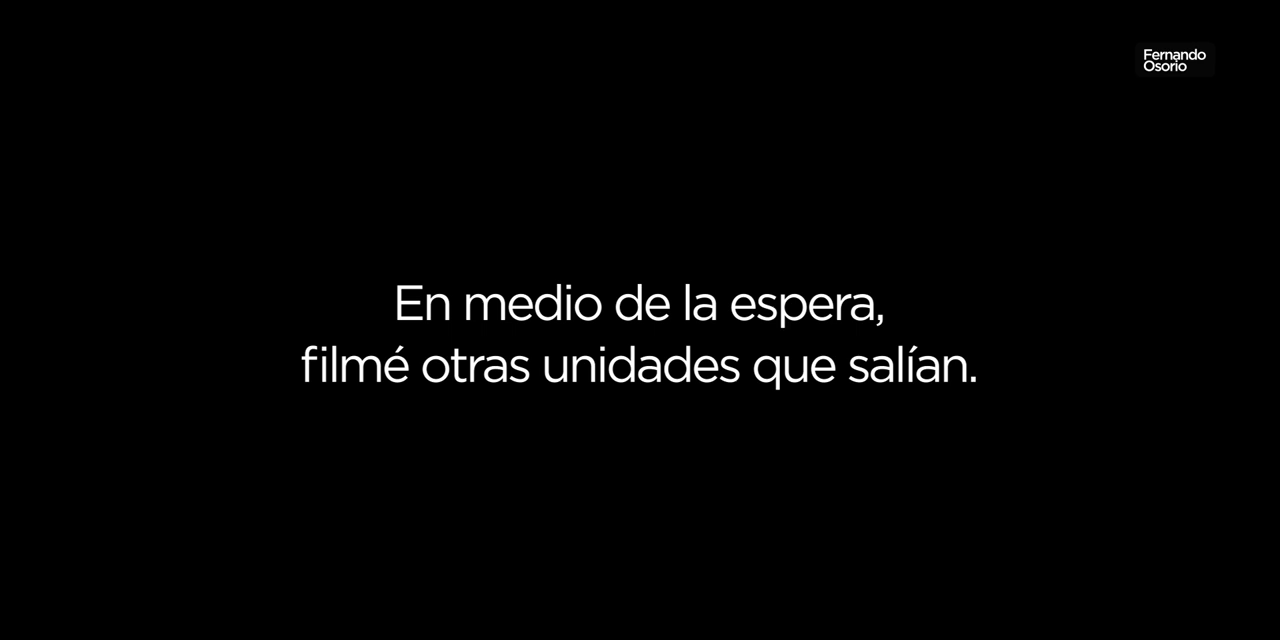 Fernando
Osorio
En medio de la espera,
filmé otras unidades que salían.